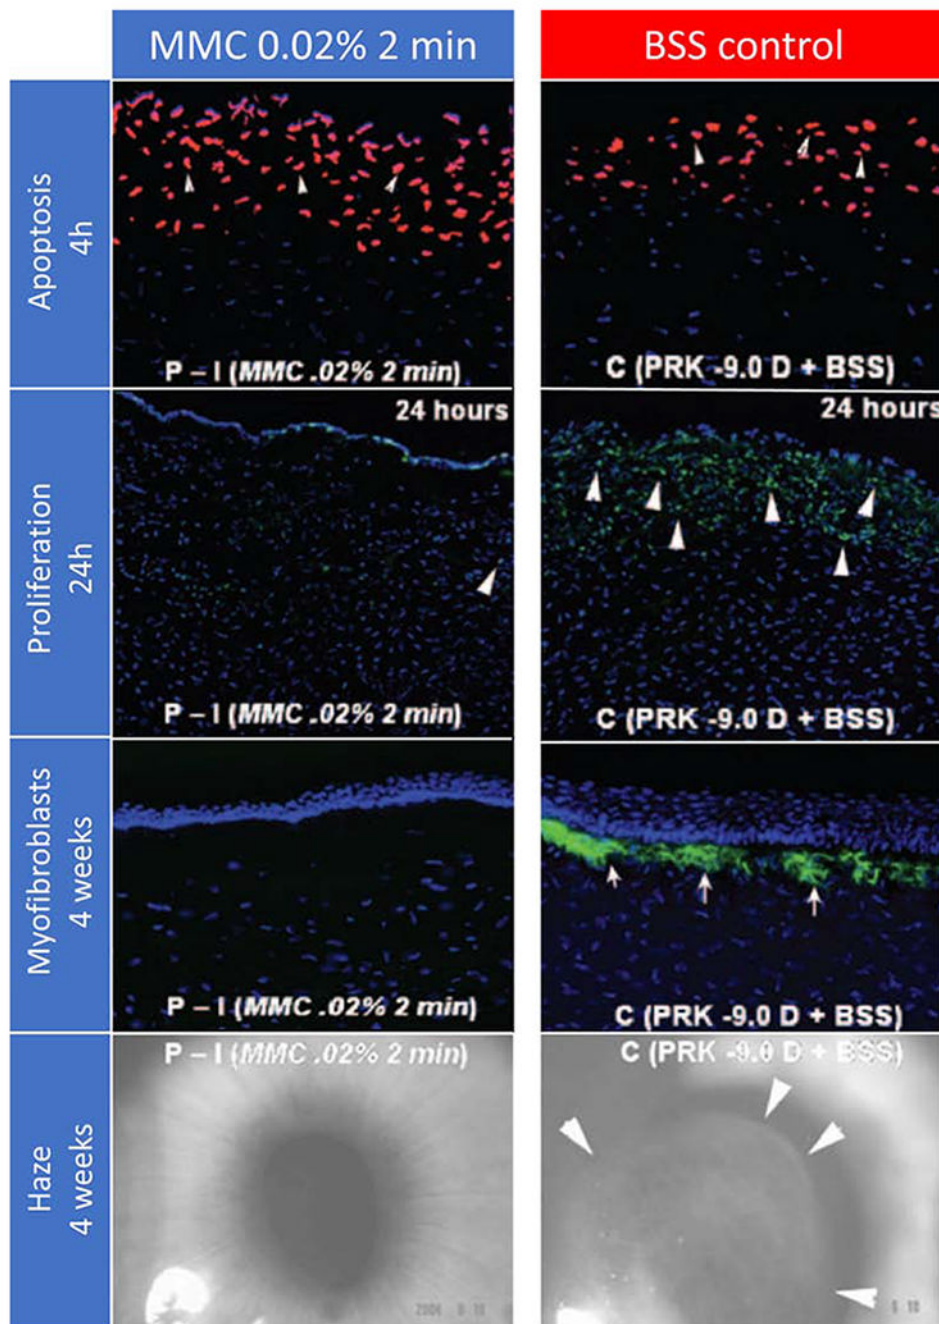 MMC 0.02% 2 min
BSS control
Apoptosis
4h
P – I (MMC .02% 2 min)
C (PRK -9.0 D + BSS)
Proliferation
24h
24 hours
P – I (MMC .02% 2 min)
24 hours
C (PRK -9.0 D + BSS)
Myofibroblasts
4 weeks
P – I (MMC .02% 2 min)
C (PRK -9.0 D + BSS)
Haze
4 weeks
P – I (MMC .02% 2 min)
C (PRK -9.0 D + BSS)